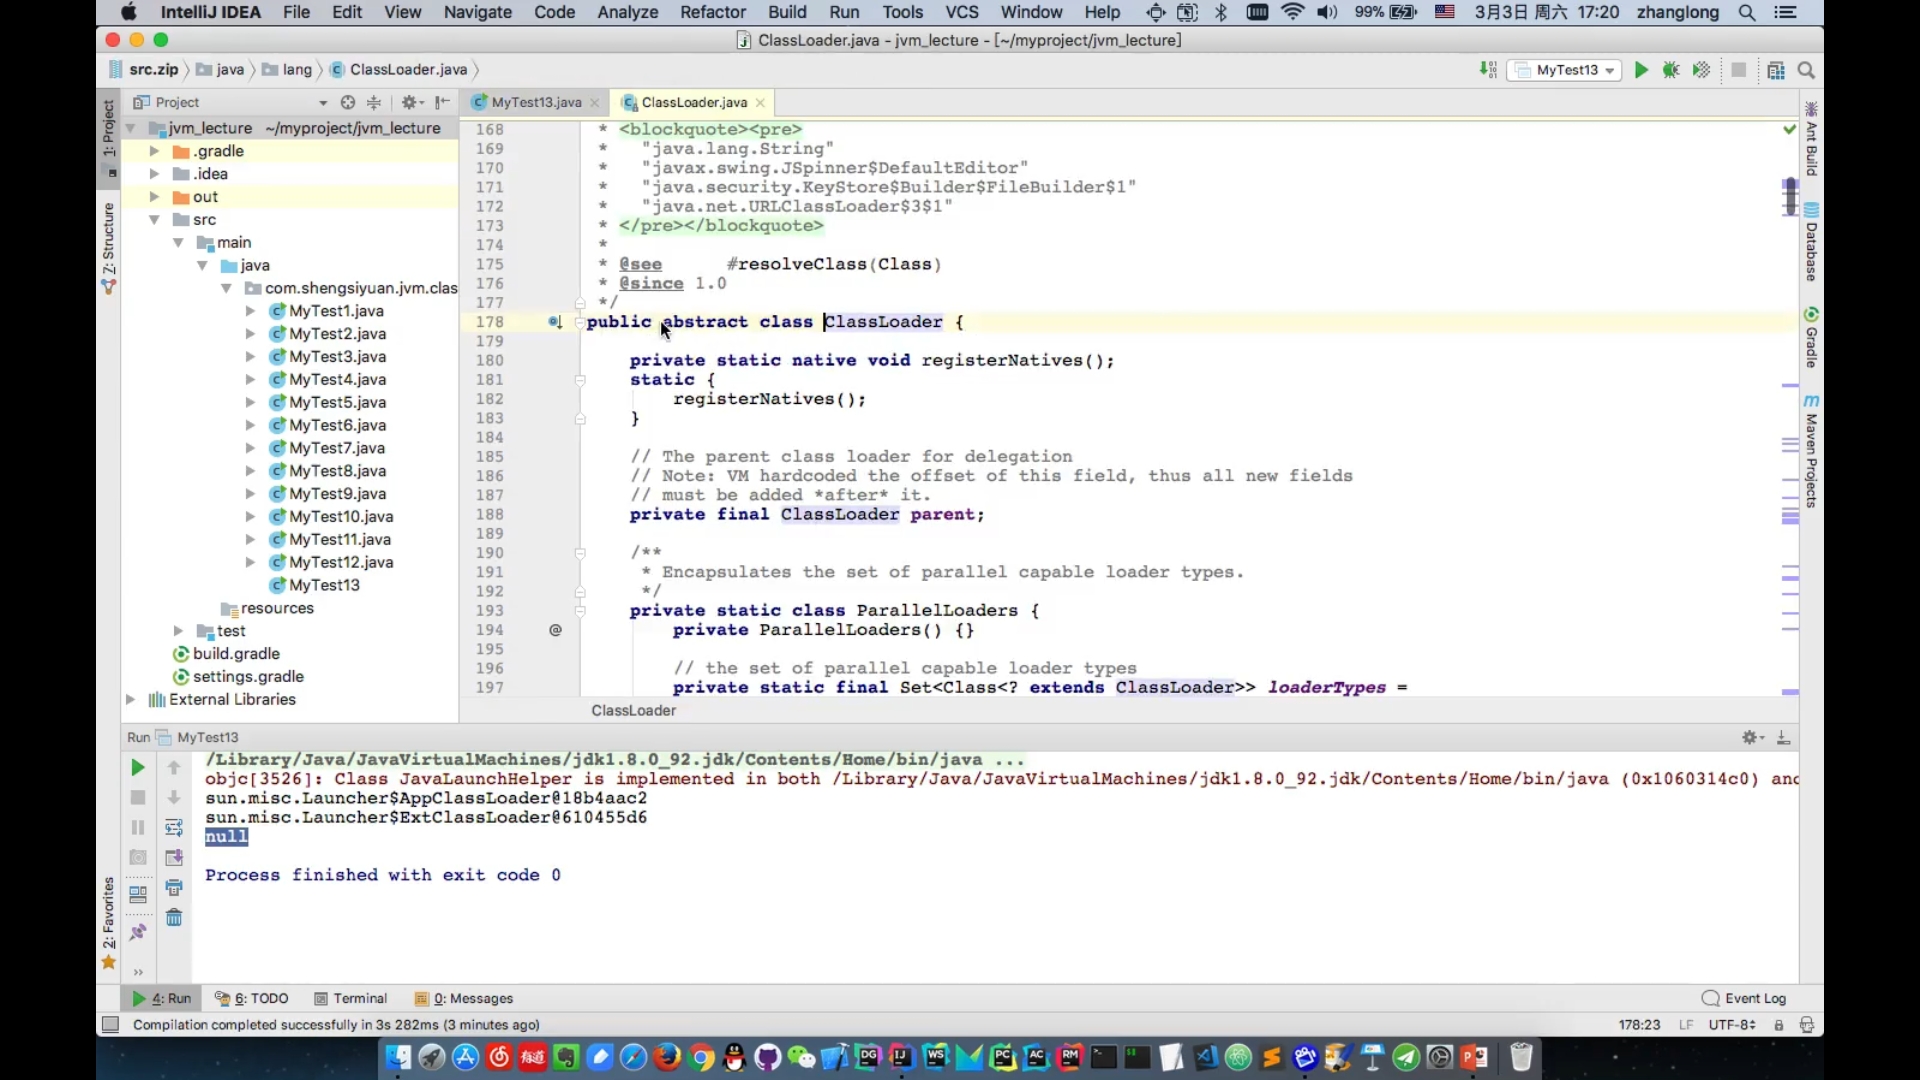 IntelliJ IDEA File Edit View Navigate Code Analyze Refactor Build Run Tools VCS Window Help 99% 3月3日 周六 17:20 zhanglong
ClassLoader.java - jvm_lecture - [~/myproject/jvm_lecture]
src.zip java lang ClassLoader.java MyTest13
Project MyTest13.java ClassLoader.java
1: Project
Z: Structure
2: Favorites
jvm_lecture ~/myproject/jvm_lecture
.gradle
.idea
out
src
main
java
com.shengsiyuan.jvm.clas
MyTest1.java
MyTest2.java
MyTest3.java
MyTest4.java
MyTest5.java
MyTest6.java
MyTest7.java
MyTest8.java
MyTest9.java
MyTest10.java
MyTest11.java
MyTest12.java
MyTest13
resources
test
build.gradle
settings.gradle
External Libraries
168 * <blockquote><pre>
169 * "java.lang.String"
170 * "javax.swing.JSpinner$DefaultEditor"
171 * "java.security.KeyStore$Builder$FileBuilder$1"
172 * "java.net.URLClassLoader$3$1"
173 * </pre></blockquote>
174 *
175 * @see #resolveClass(Class)
176 * @since 1.0
177 */
178 public abstract class ClassLoader {
179
180 private static native void registerNatives();
181 static {
182 registerNatives();
183 }
184
185 // The parent class loader for delegation
186 // Note: VM hardcoded the offset of this field, thus all new fields
187 // must be added *after* it.
188 private final ClassLoader parent;
189
190 /**
191 * Encapsulates the set of parallel capable loader types.
192 */
193 private static class ParallelLoaders {
194 @ private ParallelLoaders() {}
195
196 // the set of parallel capable loader types
197 private static final Set<Class<? extends ClassLoader>> loaderTypes =
ClassLoader
Ant Build
Database
Gradle
Maven Projects
Run MyTest13
/Library/Java/JavaVirtualMachines/jdk1.8.0_92.jdk/Contents/Home/bin/java ...
objc[3526]: Class JavaLaunchHelper is implemented in both /Library/Java/JavaVirtualMachines/jdk1.8.0_92.jdk/Contents/Home/bin/java (0x1060314c0) and
sun.misc.Launcher$AppClassLoader@18b4aac2
sun.misc.Launcher$ExtClassLoader@610455d6
null
Process finished with exit code 0
4: Run 6: TODO Terminal 0: Messages Event Log
Compilation completed successfully in 3s 282ms (3 minutes ago) 178:23 LF UTF-8
有道 DG IJ WS PC AC RM